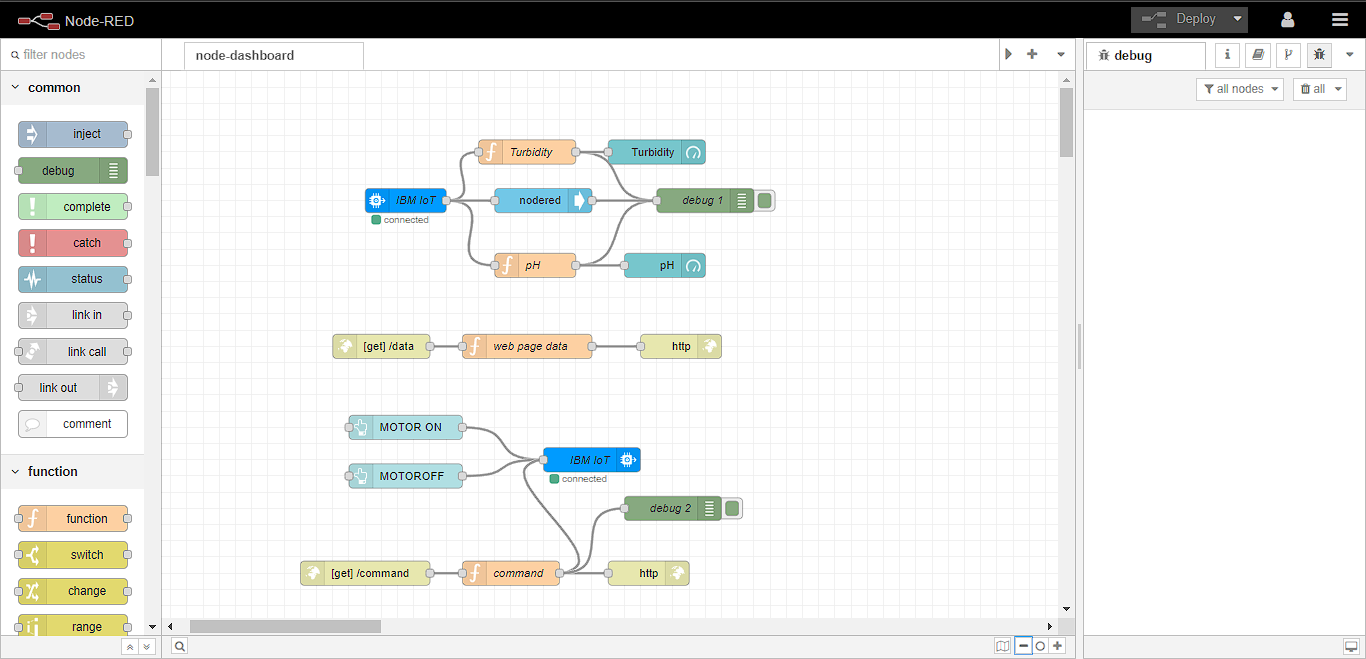 Node-RED
Deploy
filter nodes
node-dashboard
debug
i
all nodes
all
common
inject
debug
complete
catch
status
link in
link call
link out
comment
function
function
switch
change
range
Turbidity
Turbidity
IBM IoT
nodered
debug 1
connected
pH
pH
[get] /data
web page data
http
MOTOR ON
MOTOROFF
IBM IoT
connected
debug 2
[get] /command
command
http